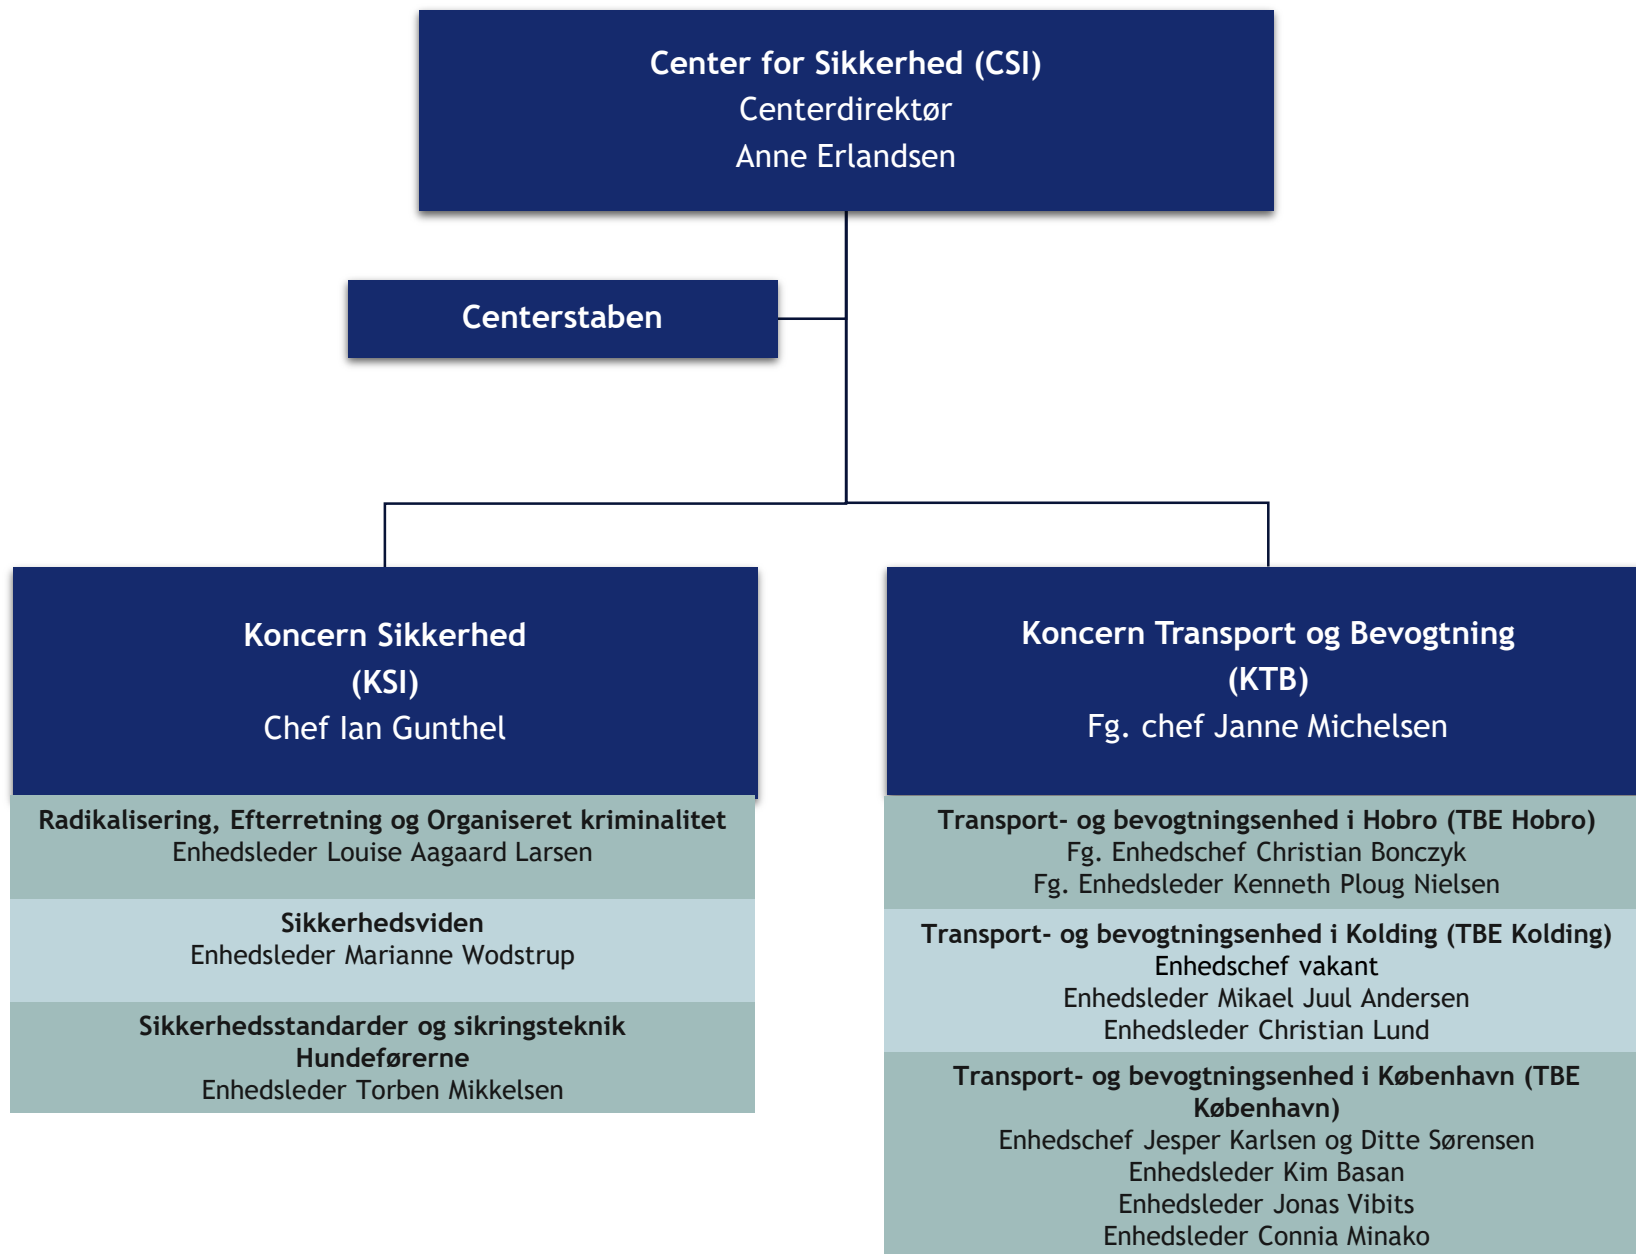 Center for Sikkerhed (CSI)
Centerdirektør
Anne Erlandsen
Centerstaben
Koncern Sikkerhed
(KSI)
Chef Ian Gunthel
Radikalisering, Efterretning og Organiseret kriminalitet
Enhedsleder Louise Aagaard Larsen
Sikkerhedsviden
Enhedsleder Marianne Wodstrup
Sikkerhedsstandarder og sikringsteknik
Hundeførerne
Enhedsleder Torben Mikkelsen
Koncern Transport og Bevogtning
(KTB)
Fg. chef Janne Michelsen
Transport- og bevogtningsenhed i Hobro (TBE Hobro)
Fg. Enhedschef Christian Bonczyk
Fg. Enhedsleder Kenneth Ploug Nielsen
Transport- og bevogtningsenhed i Kolding (TBE Kolding)
Enhedschef vakant
Enhedsleder Mikael Juul Andersen
Enhedsleder Christian Lund
Transport- og bevogtningsenhed i København (TBE
København)
Enhedschef Jesper Karlsen og Ditte Sørensen
Enhedsleder Kim Basan
Enhedsleder Jonas Vibits
Enhedsleder Connia Minako